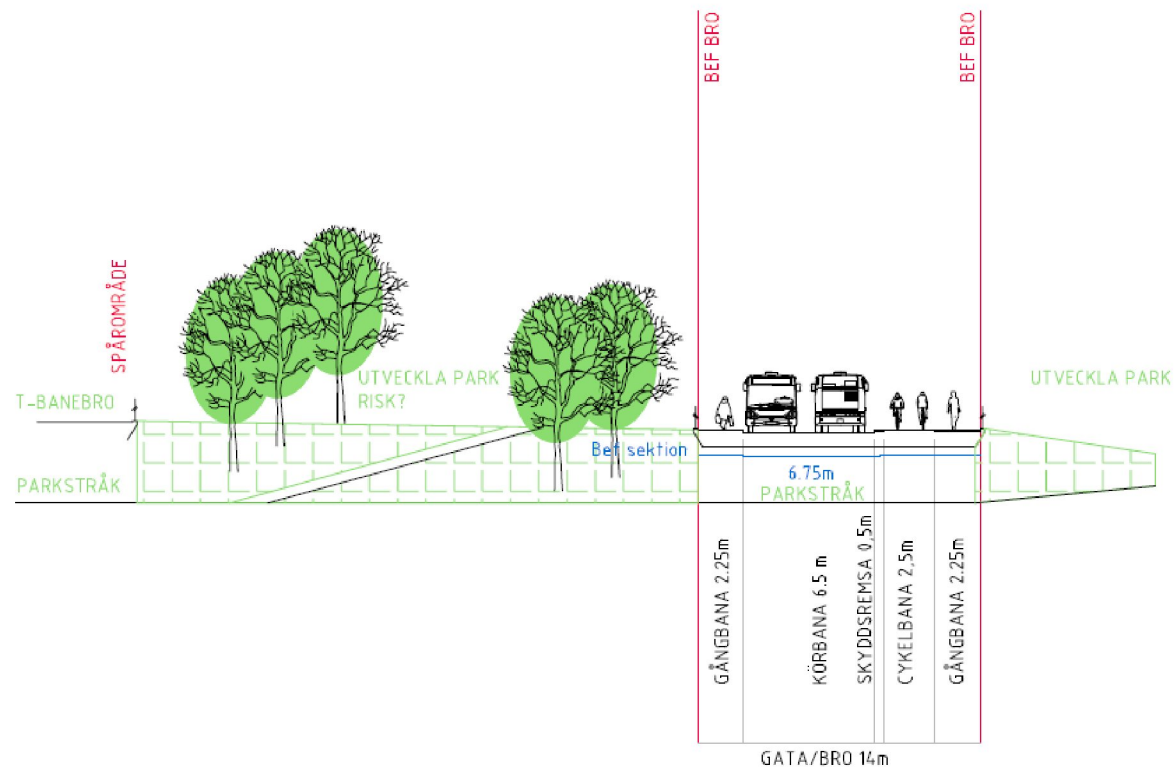 BEF BRO
BEF BRO
SPÅROMRÅDE
T-BANEBRO
UTVECKLA PARK
RISK?
UTVECKLA PARK
Bef sektion
6.75m
PARKSTRÅK
PARKSTRÅK
GÅNGBANA 2.25m
KÖRBANA 6.5 m
SKYDDSREMSA 0,5m
CYKELBANA 2,5m
GÅNGBANA 2.25m
GATA/BRO 14m